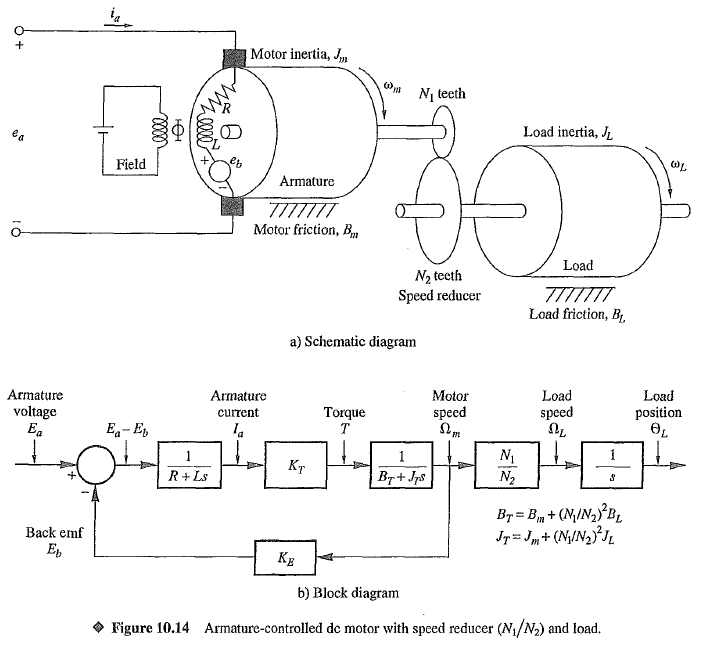 i_a
+
Motor inertia, J_m
ω_m
N_1 teeth
R
Φ
L
e_a
+
e_b
−
Field
Armature
Load inertia, J_L
ω_L
Motor friction, B_m
−
N_2 teeth
Speed reducer
Load
Load friction, B_L
a) Schematic diagram
Armature voltage E_a
E_a − E_b
Armature current I_a
Torque T
Motor speed Ω_m
Load speed Ω_L
Load position Θ_L
+
−
1 / R + Ls
K_T
1 / B_T + J_T s
N_1 / N_2
1 / s
B_T = B_m + (N_1/N_2)^2 B_L
J_T = J_m + (N_1/N_2)^2 J_L
Back emf E_b
K_E
b) Block diagram
Figure 10.14 Armature-controlled dc motor with speed reducer (N_1/N_2) and load.